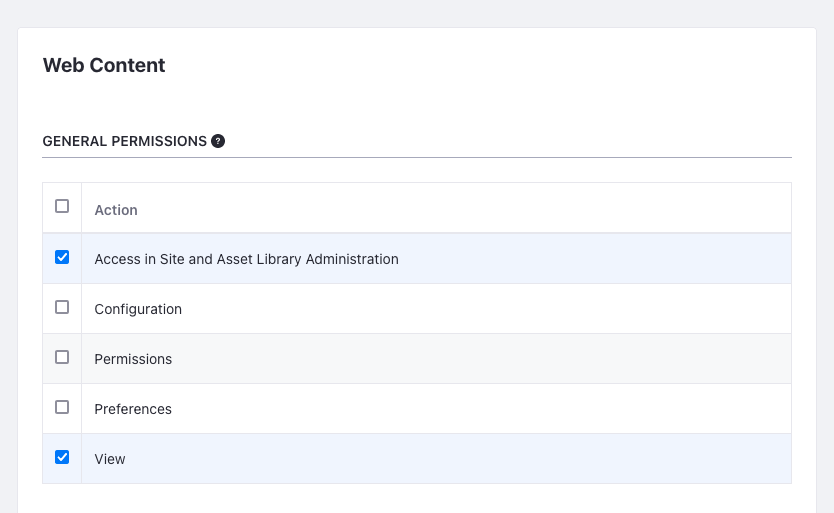 Web Content
GENERAL PERMISSIONS ?
Action
Access in Site and Asset Library Administration
Configuration
Permissions
Preferences
View